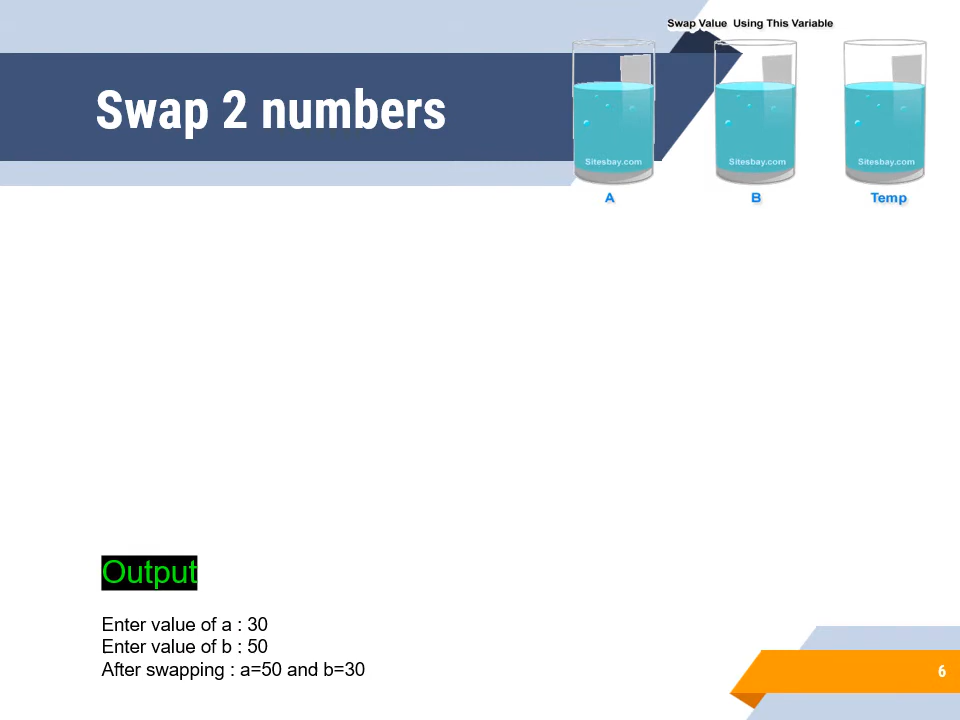 Swap Value  Using This Variable
Swap 2 numbers
Sitesbay.com
Sitesbay.com
Sitesbay.com
A
B
Temp
Output
Enter value of a : 30
Enter value of b : 50
After swapping : a=50 and b=30
6